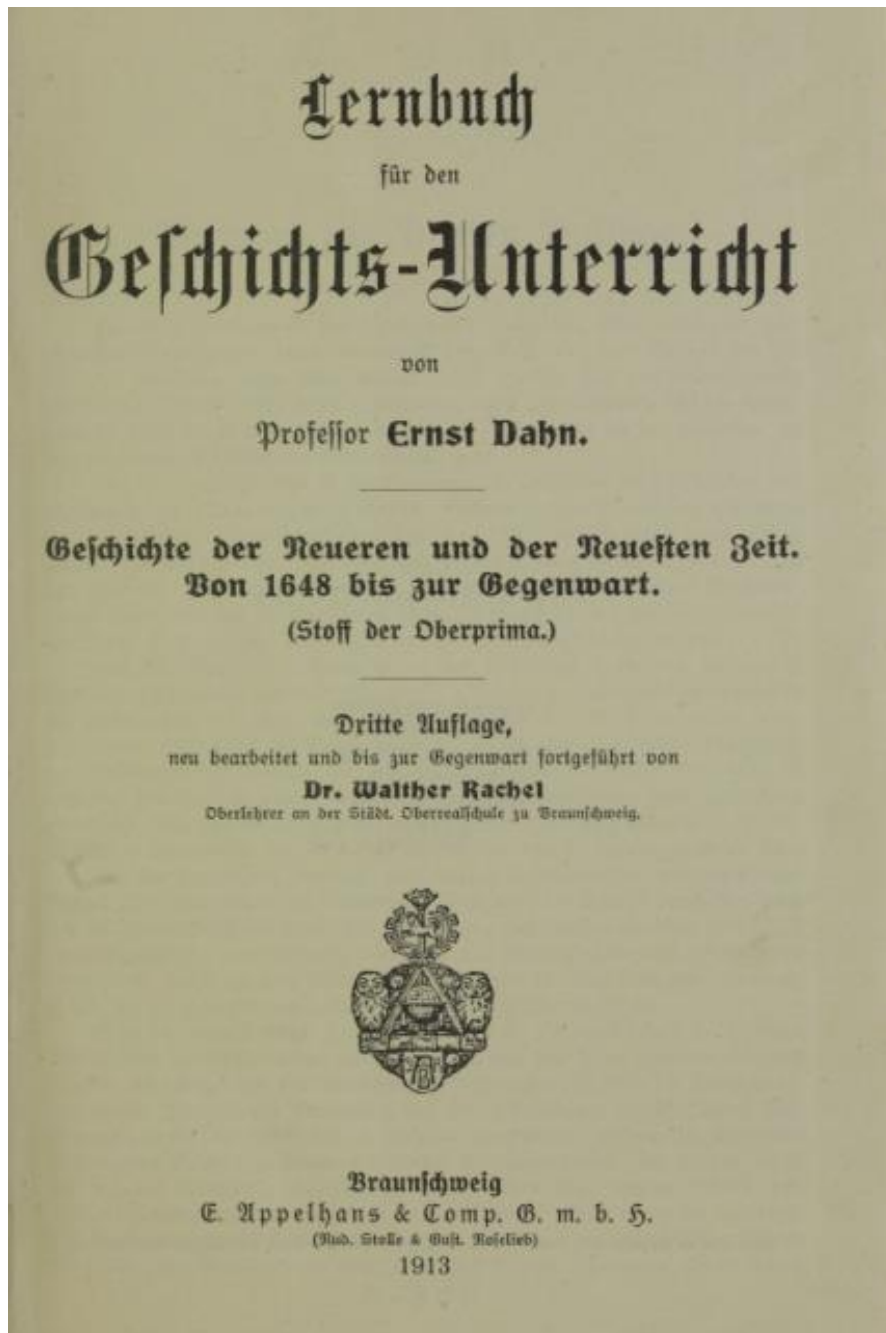 Lernbuch
für den
Geschichts-Unterricht
von
Professor Ernst Dahn.
Geschichte der Neueren und der Neuesten Zeit.
Von 1648 bis zur Gegenwart.
(Stoff der Oberprima.)
Dritte Auflage,
neu bearbeitet und bis zur Gegenwart fortgeführt von
Dr. Walther Rachel
Oberlehrer an der Städt. Oberrealschule zu Braunschweig.
Braunschweig
E. Appelhans & Comp. G. m. b. H.
(Rud. Stolle & Gust. Roselieb)
1913